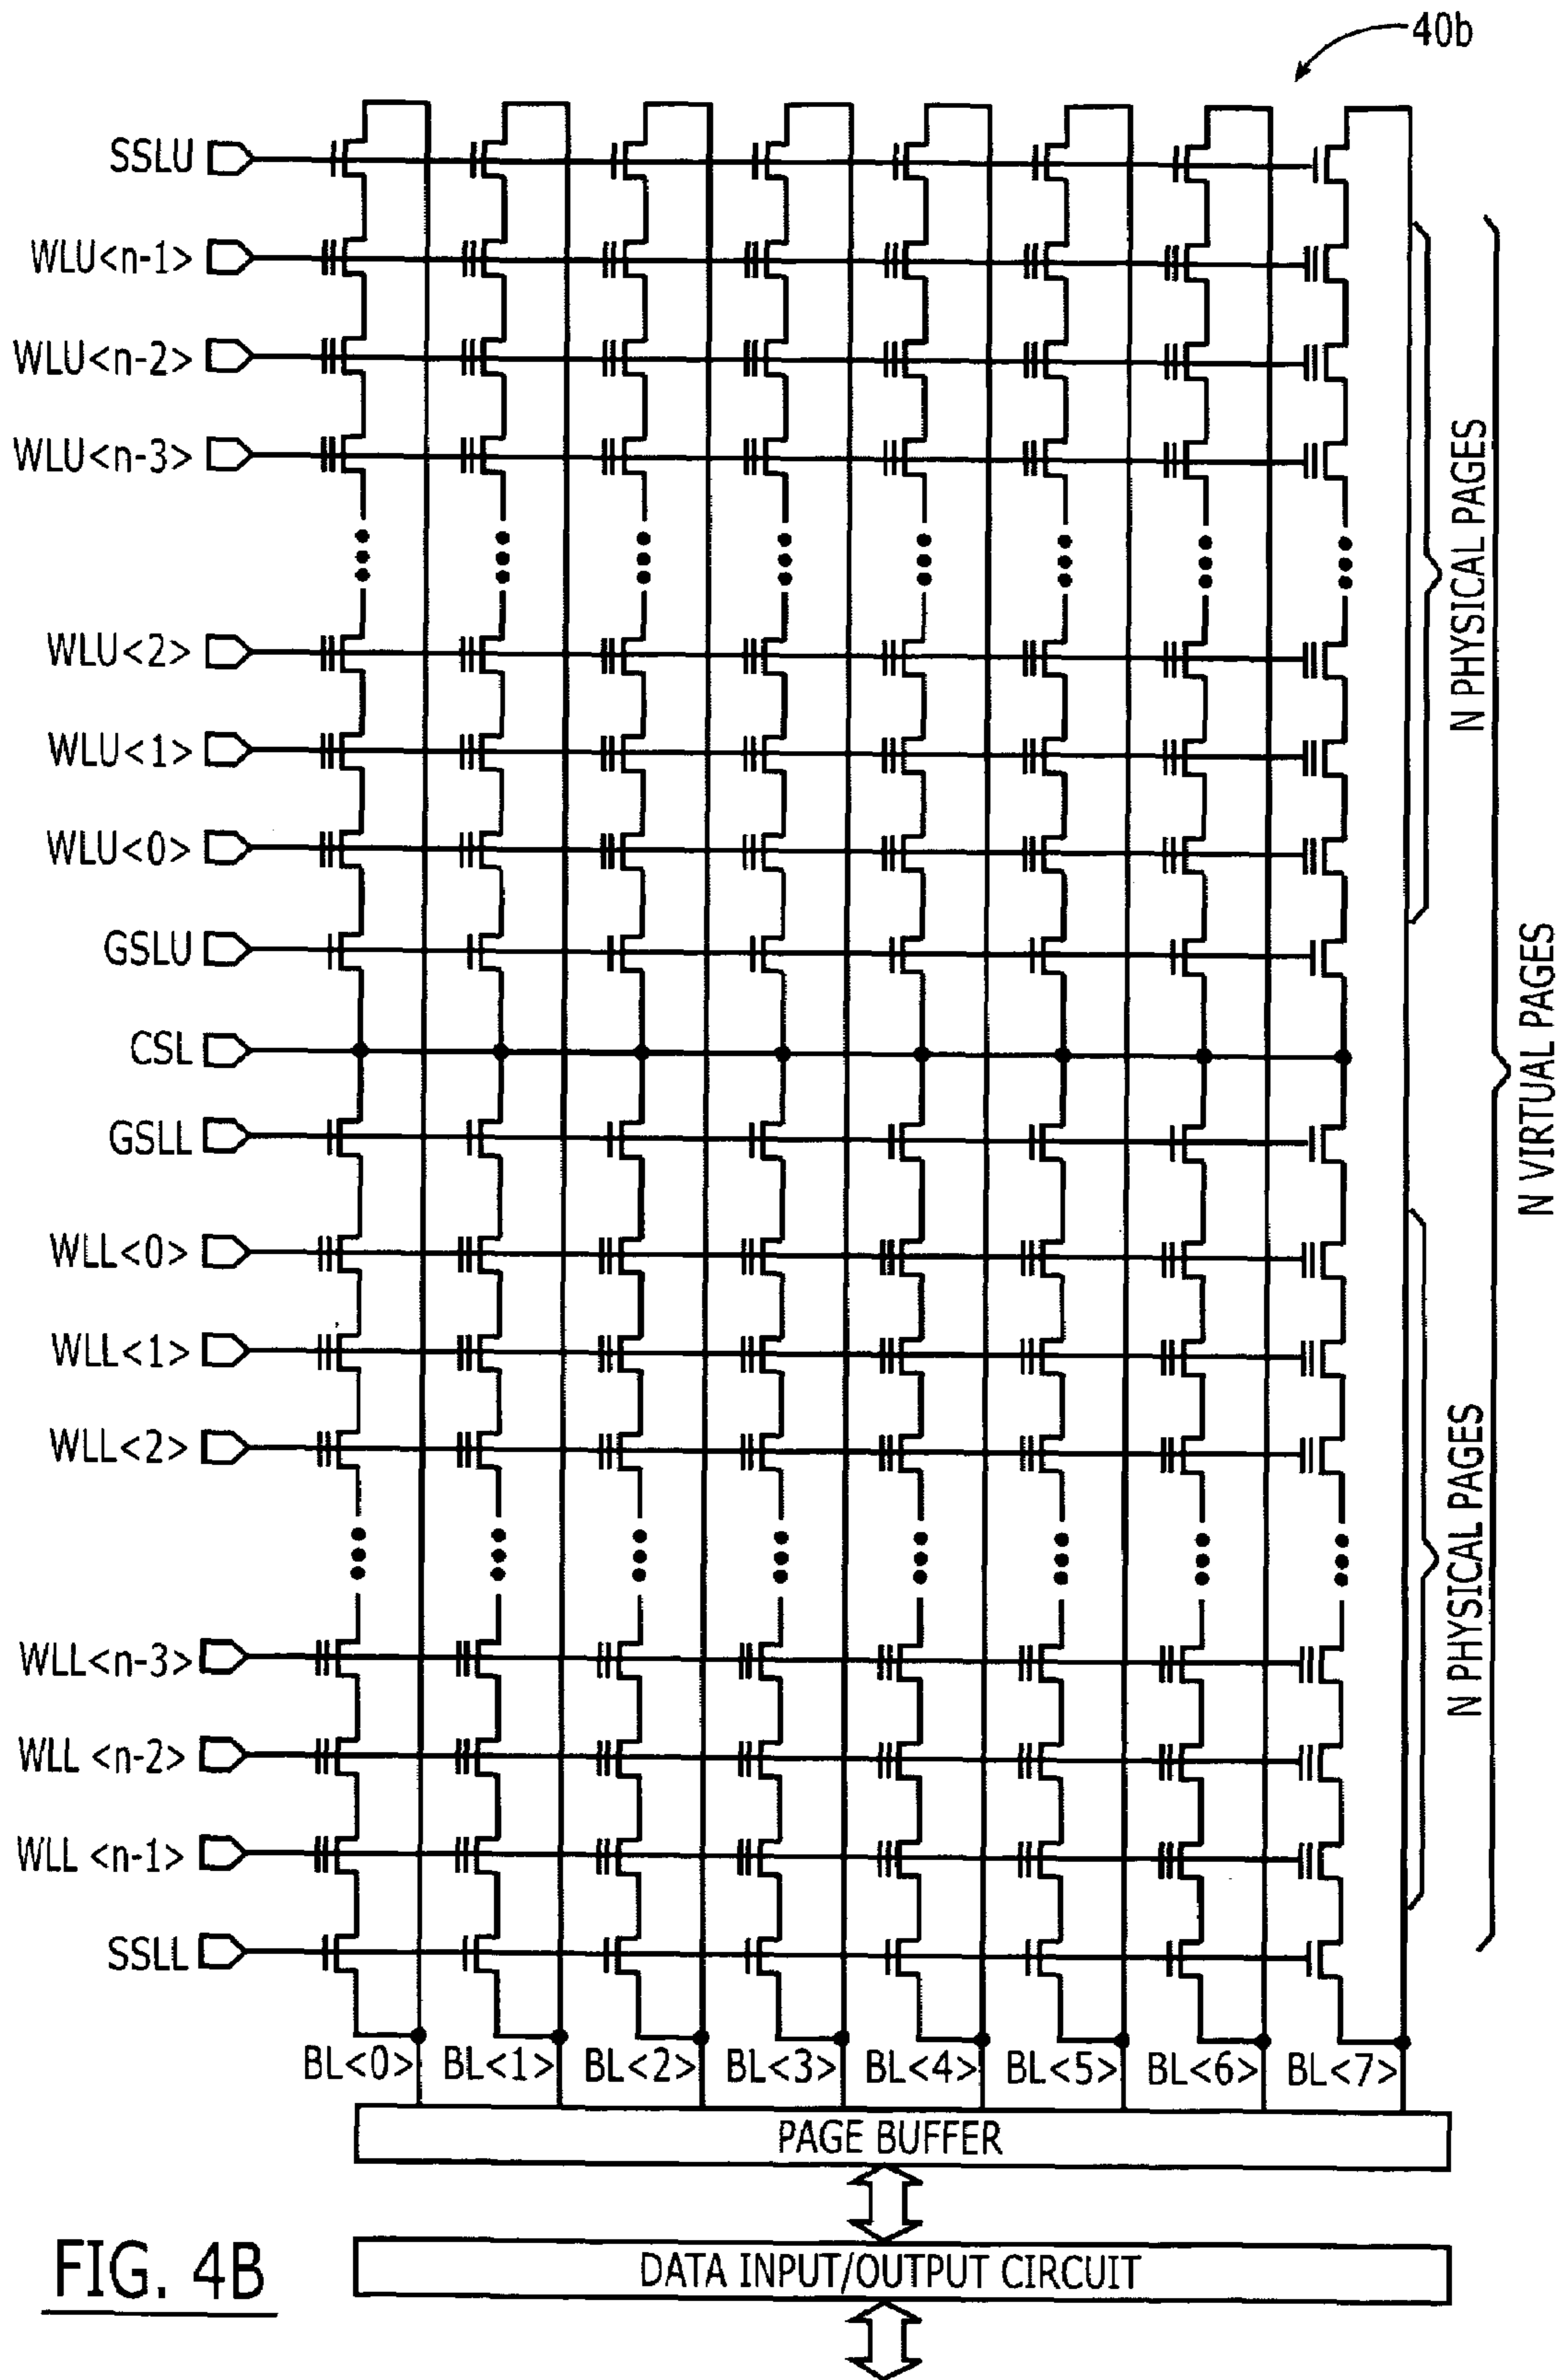 40b
SSLU
WLU<n-1>
WLU<n-2>
WLU<n-3>
WLU<2>
WLU<1>
WLU<0>
GSLU
CSL
GSLL
WLL<0>
WLL<1>
WLL<2>
WLL<n-3>
WLL <n-2>
WLL <n-1>
SSLL
N PHYSICAL PAGES
N PHYSICAL PAGES
N VIRTUAL PAGES
BL<0> BL<1> BL<2> BL<3> BL<4> BL<5> BL<6> BL<7>
PAGE BUFFER
DATA INPUT/OUTPUT CIRCUIT
FIG. 4B